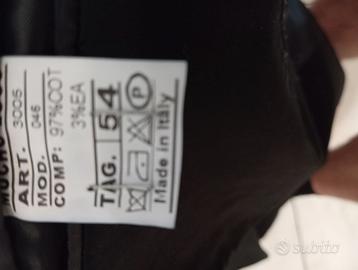 ART. 3005
MOD. 046
COMP: 97%COT
3%EA
TAG. 54
P
Made in Italy
subito